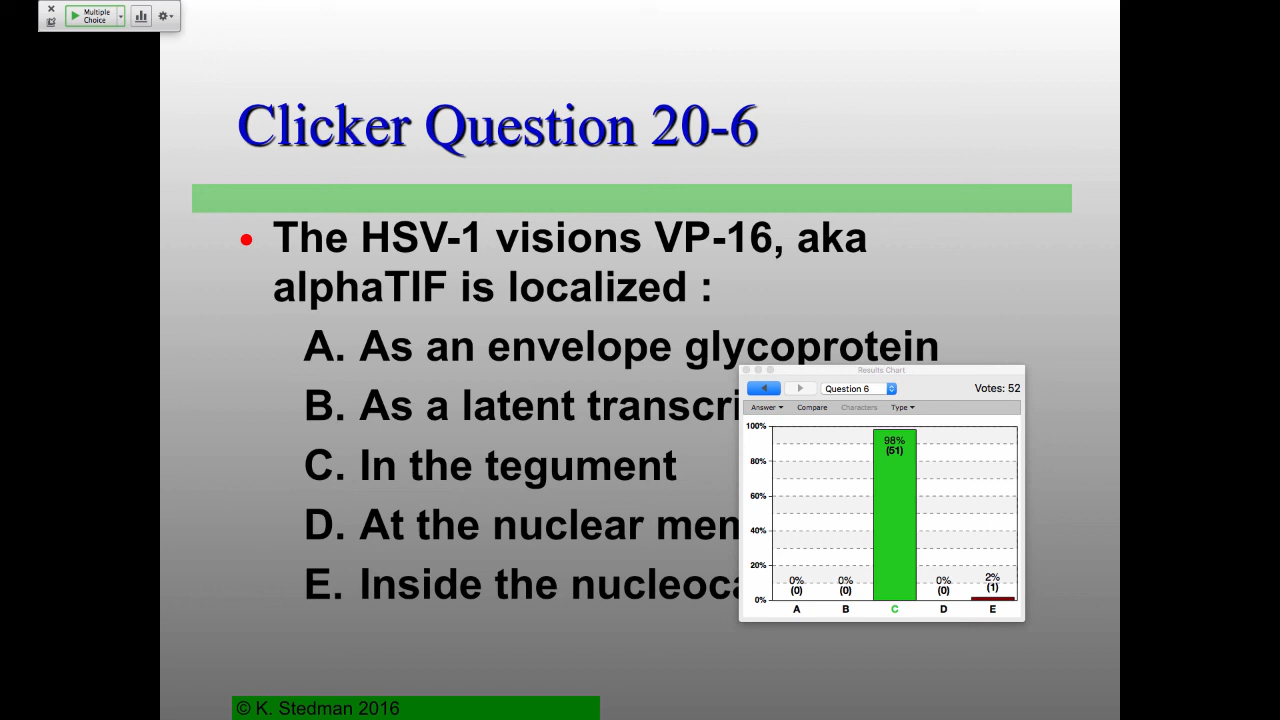 Multiple
Choice
Clicker Question 20-6
• The HSV-1 visions VP-16, aka
alphaTIF is localized :
A. As an envelope glycoprotein
B. As a latent transcri
C. In the tegument
D. At the nuclear mem
E. Inside the nucleoca
Results Chart
Question 6
Votes: 52
Answer Compare Characters Type
100%
80%
60%
40%
20%
0%
0%
(0)
0%
(0)
98%
(51)
0%
(0)
2%
(1)
A B C D E
© K. Stedman 2016